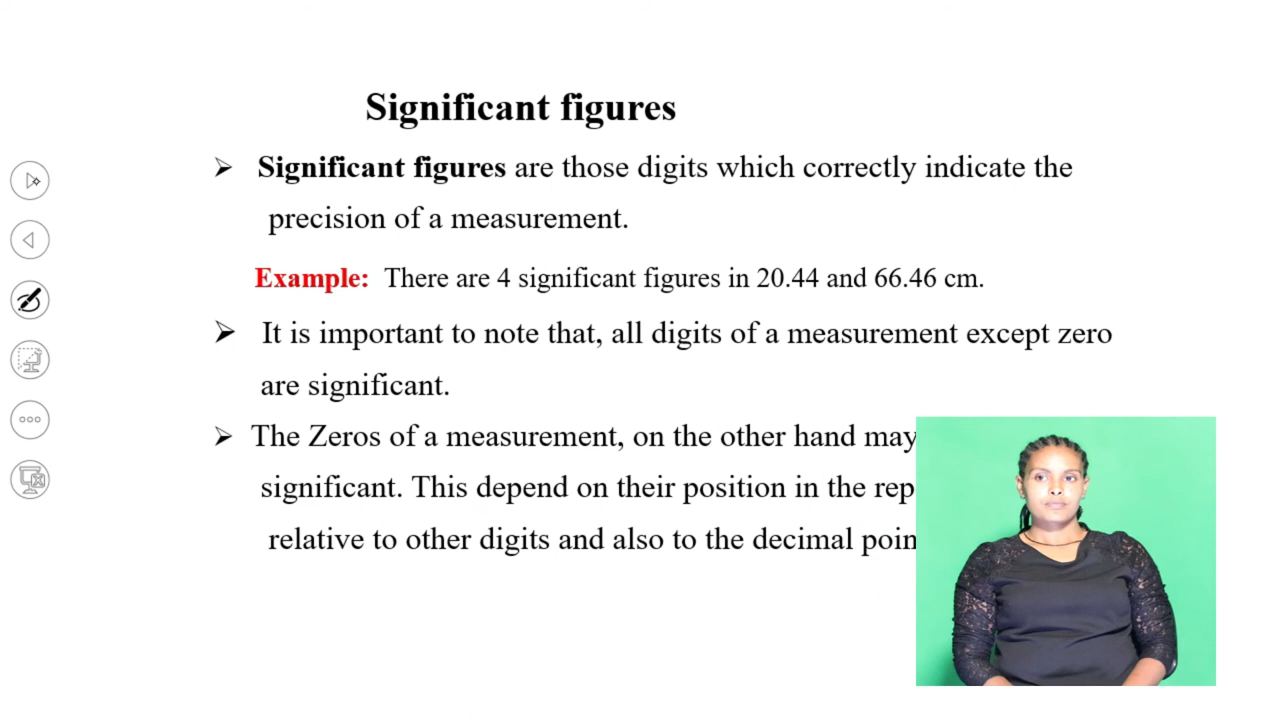 Significant figures
➢ Significant figures are those digits which correctly indicate the
precision of a measurement.
Example: There are 4 significant figures in 20.44 and 66.46 cm.
➢ It is important to note that, all digits of a measurement except zero
are significant.
➢ The Zeros of a measurement, on the other hand may
significant. This depend on their position in the
relative to other digits and also to the decimal